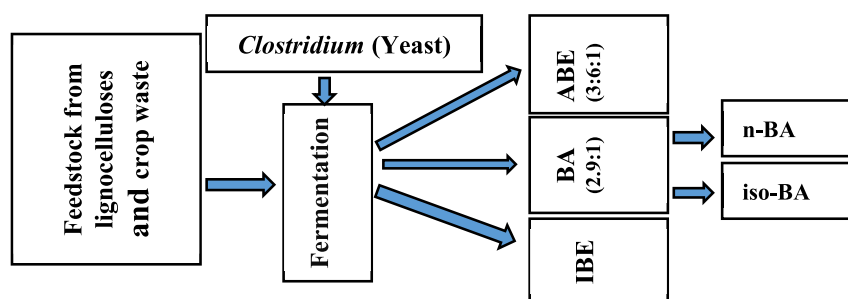 Feedstock from
lignocelluloses
and crop waste
Clostridium (Yeast)
Fermentation
ABE
(3:6:1)
BA
(2.9:1)
IBE
n-BA
iso-BA